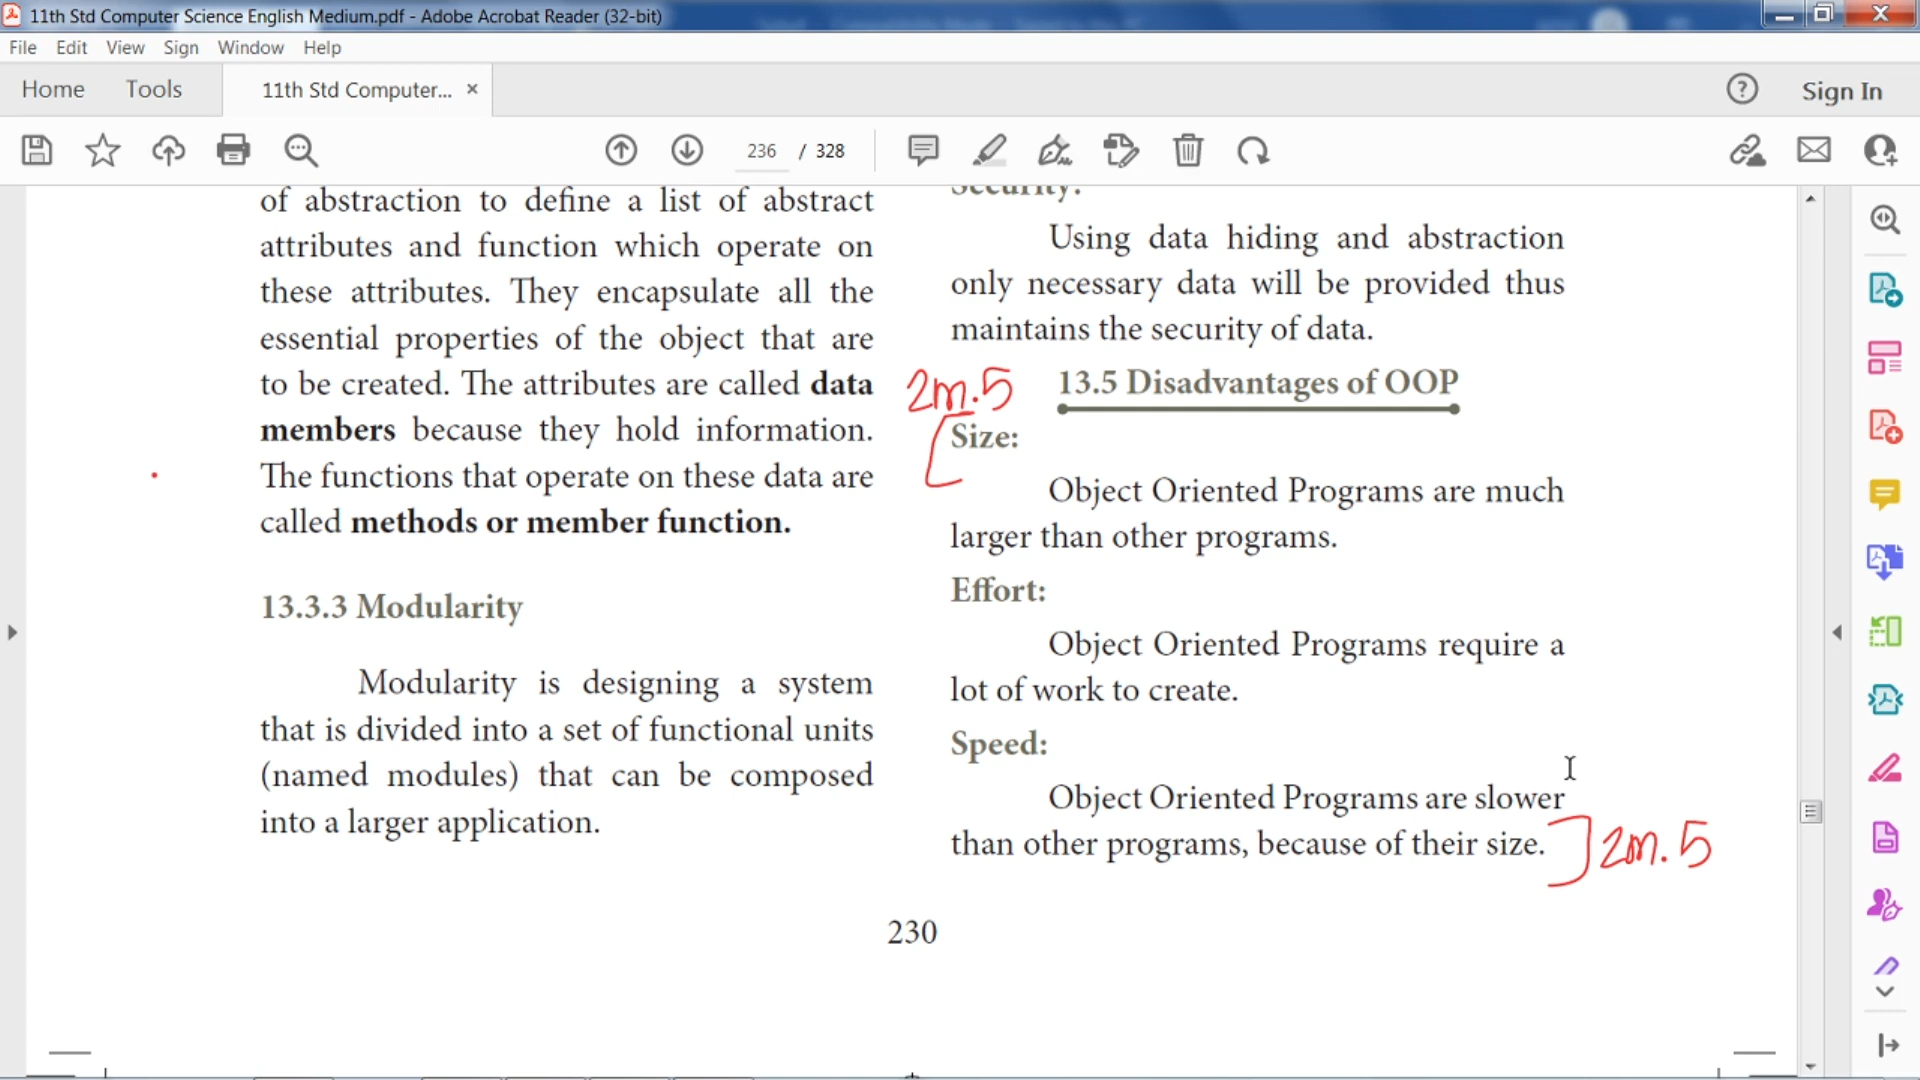 11th Std Computer Science English Medium.pdf - Adobe Acrobat Reader (32-bit)
File Edit View Sign Window Help
Home Tools 11th Std Computer... × Sign In
236 / 328
of abstraction to define a list of abstract
attributes and function which operate on
these attributes. They encapsulate all the
essential properties of the object that are
to be created. The attributes are called data
members because they hold information.
The functions that operate on these data are
called methods or member function.
13.3.3 Modularity
Modularity is designing a system
that is divided into a set of functional units
(named modules) that can be composed
into a larger application.
Security:
Using data hiding and abstraction
only necessary data will be provided thus
maintains the security of data.
2m.5 13.5 Disadvantages of OOP
Size:
Object Oriented Programs are much
larger than other programs.
Effort:
Object Oriented Programs require a
lot of work to create.
Speed:
Object Oriented Programs are slower
than other programs, because of their size.
2m.5
230